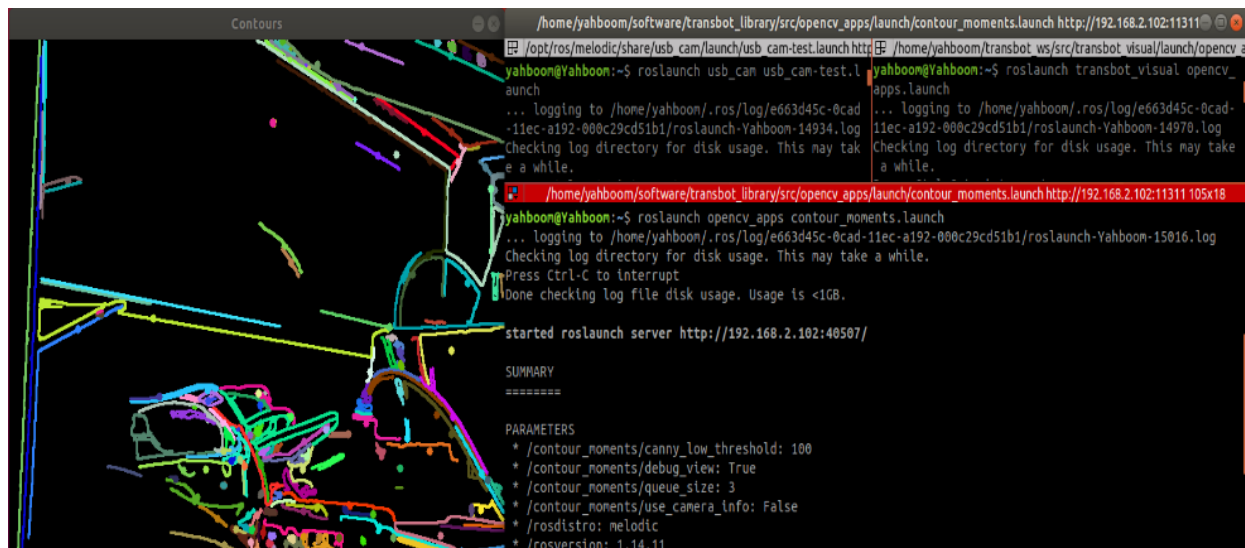 Contours
/home/yahboom/software/transbot_library/src/opencv_apps/launch/contour_moments.launch http://192.168.2.102:11311
/opt/ros/melodic/share/usb_cam/launch/usb_cam-test.launch http
yahboom@Yahboom:~$ roslaunch usb_cam usb_cam-test.l
aunch
... logging to /home/yahboom/.ros/log/e663d45c-0cad
-11ec-a192-000c29cd51b1/roslaunch-Yahboom-14934.log
Checking log directory for disk usage. This may tak
e a while.
/home/yahboom/transbot_ws/src/transbot_visual/launch/opencv_a
yahboom@Yahboom:~$ roslaunch transbot_visual opencv_
apps.launch
... logging to /home/yahboom/.ros/log/e663d45c-0cad-
11ec-a192-000c29cd51b1/roslaunch-Yahboom-14970.log
Checking log directory for disk usage. This may take
 a while.
/home/yahboom/software/transbot_library/src/opencv_apps/launch/contour_moments.launch http://192.168.2.102:11311 105x18
yahboom@Yahboom:~$ roslaunch opencv_apps contour_moments.launch
... logging to /home/yahboom/.ros/log/e663d45c-0cad-11ec-a192-000c29cd51b1/roslaunch-Yahboom-15016.log
Checking log directory for disk usage. This may take a while.
Press Ctrl-C to interrupt
Done checking log file disk usage. Usage is <1GB.
started roslaunch server http://192.168.2.102:40507/
SUMMARY
========
PARAMETERS
 * /contour_moments/canny_low_threshold: 100
 * /contour_moments/debug_view: True
 * /contour_moments/queue_size: 3
 * /contour_moments/use_camera_info: False
 * /rosdistro: melodic
 * /rosversion: 1.14.11